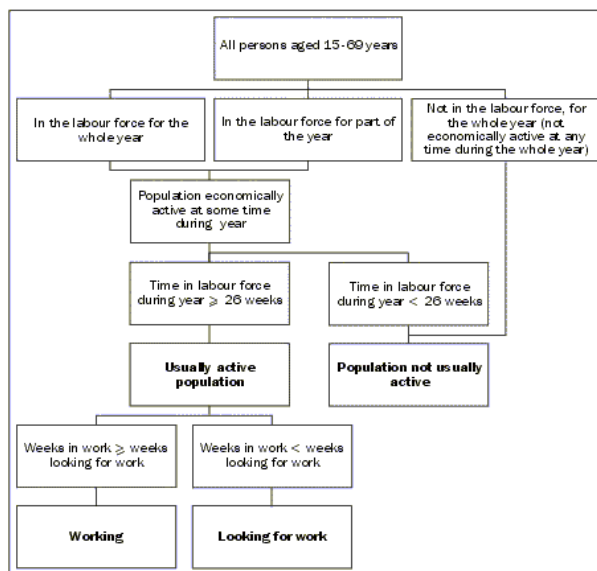 All persons aged 15-69 years
In the labour force for the
whole year
In the labour force for part of
the year
Not in the labour force, for
the whole year (not
economically active at any
time during the whole year)
Population economically
active at some time
during year
Time in labour force
during year ⩾ 26 weeks
Time in labour force
during year < 26 weeks
Usually active
population
Population not usually
active
Weeks in work ⩾ weeks
looking for work
Weeks in work < weeks
looking for work
Working
Looking for work